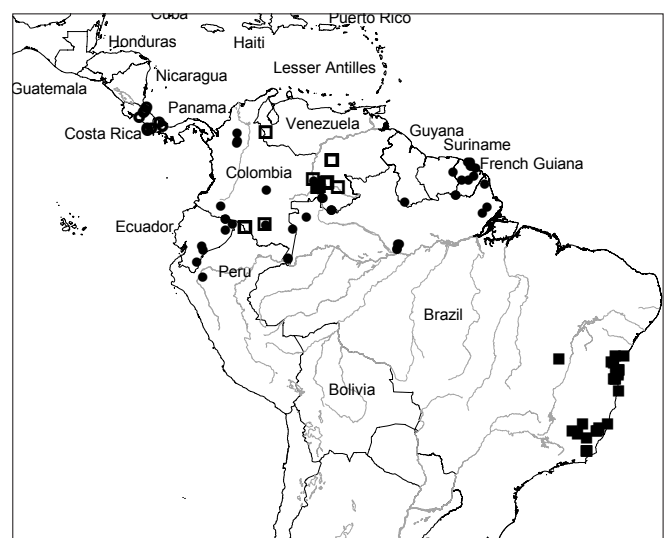 Cuba
Puerto Rico
Honduras
Haiti
Lesser Antilles
Nicaragua
Guatemala
Panama
Costa Rica
Venezuela
Guyana
Suriname
French Guiana
Colombia
Ecuador
Peru
Brazil
Bolivia